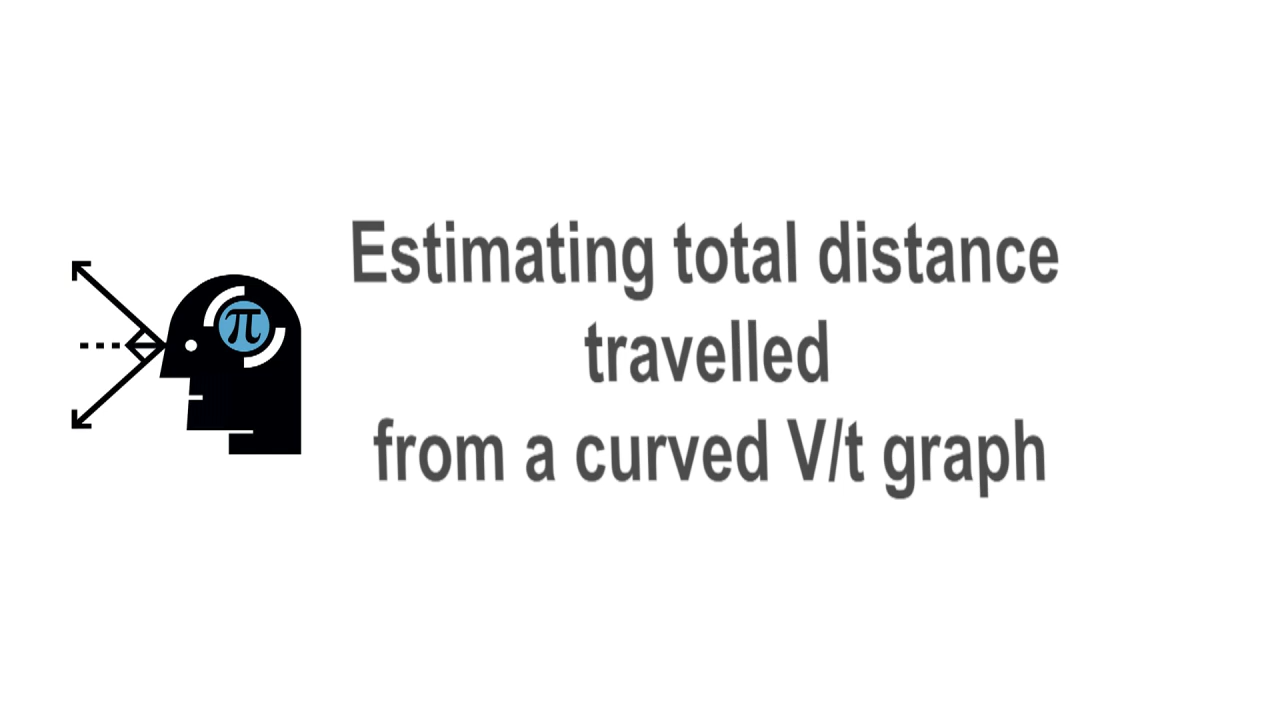 Estimating total distance
travelled
from a curved V/t graph
π